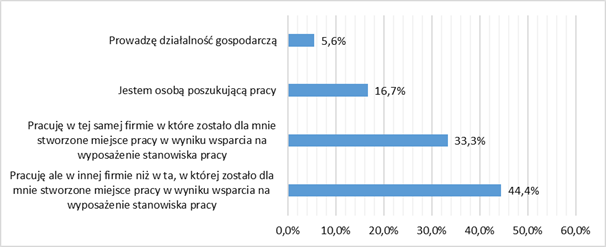 Prowadzę działalność gospodarczą
5,6%
Jestem osobą poszukującą pracy
16,7%
Pracuję w tej samej firmie w które zostało dla mnie
stworzone miejsce pracy w wyniku wsparcia na
wyposażenie stanowiska pracy
33,3%
Pracuję ale w innej firmie niż w ta, w której zostało dla
mnie stworzone miejsce pracy w wyniku wsparcia na
wyposażenie stanowiska pracy
44,4%
0,0% 10,0% 20,0% 30,0% 40,0% 50,0% 60,0%